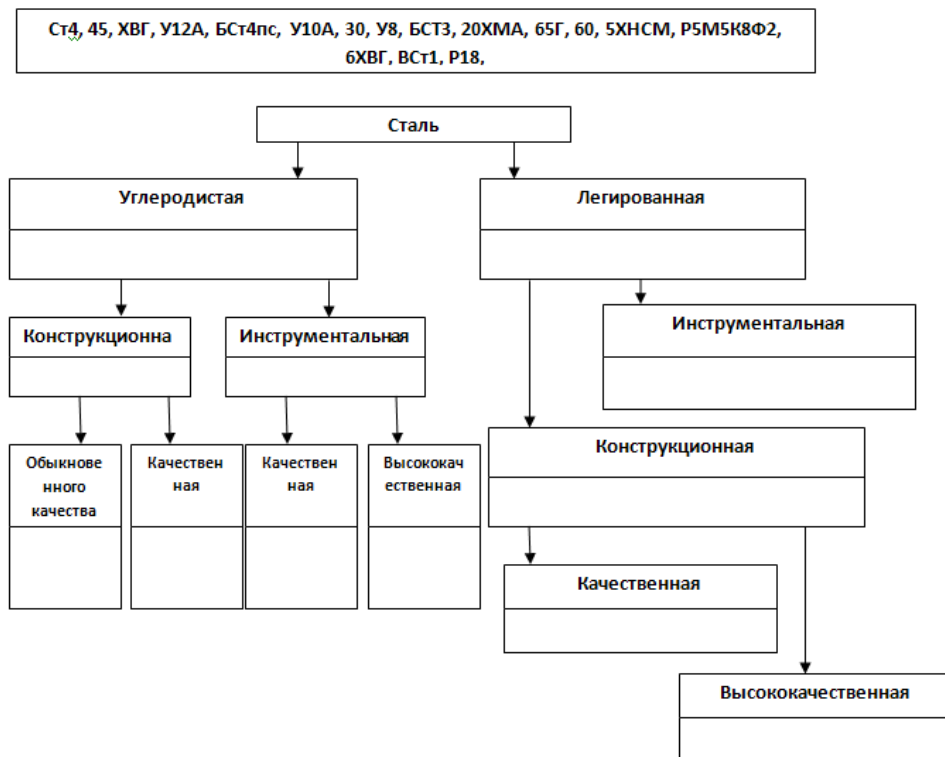 Ст4, 45, ХВГ, У12А, БСт4пс, У10А, 30, У8, БСТ3, 20ХМА, 65Г, 60, 5ХНСМ, Р5М5К8Ф2,
6ХВГ, ВСт1, Р18,
Сталь
Углеродистая
Легированная
Конструкционна
Инструментальная
Инструментальная
Конструкционная
Обыкнове
нного
качества
Качествен
ная
Качествен
ная
Высококач
ественная
Качественная
Высококачественная